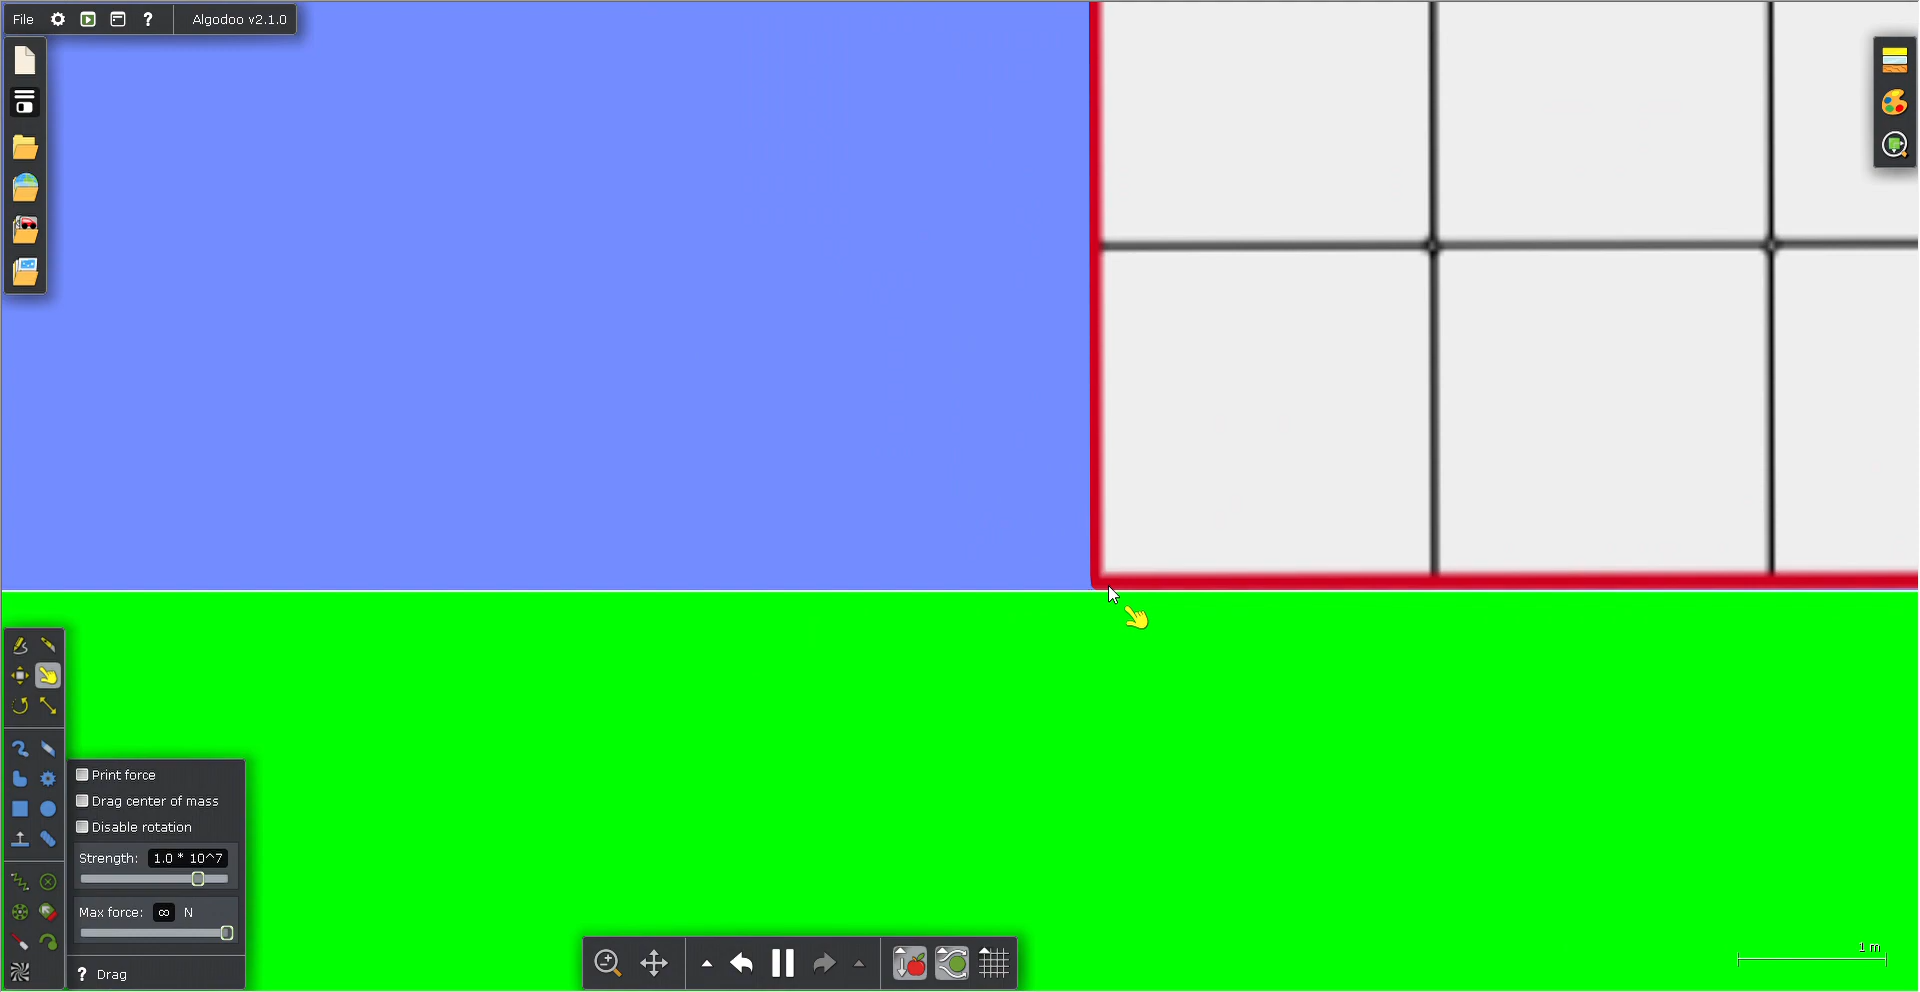 File ? Algodoo v2.1.0
Print force
Drag center of mass
Disable rotation
Strength: 1.0 * 10^7
Max force: ∞ N
? Drag
1 m